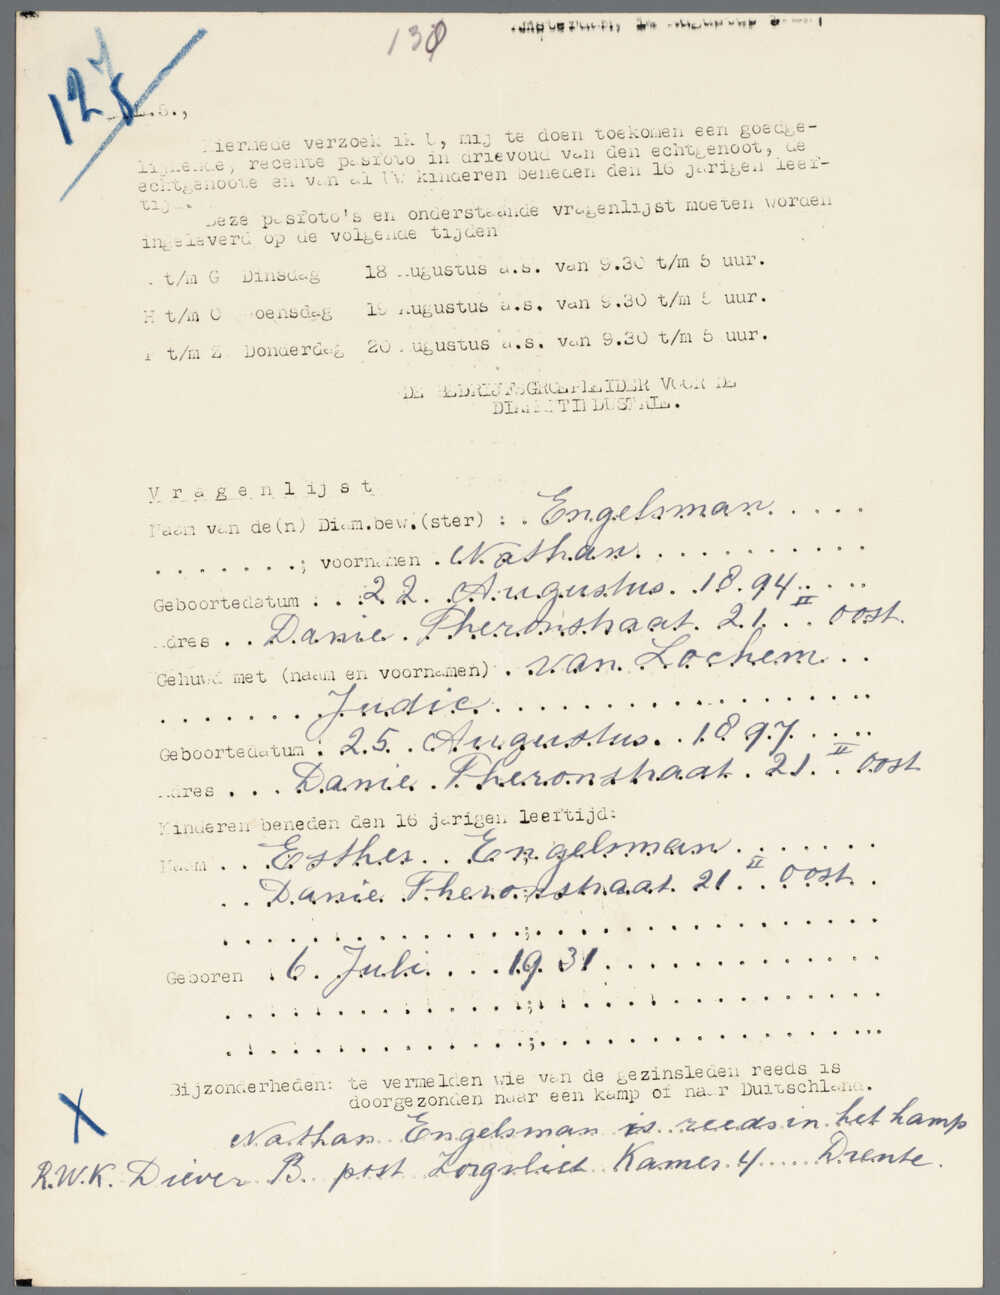 130
127
5
L.S.,
Hiermede verzoek ik U, mij te doen toekomen een goedge-
lijkende, recente pasfoto in drievoud van den echtgenoot, de
echtgenoote en van al Uw kinderen beneden den 16 jarigen leef-
tijd.
Deze pasfoto's en onderstaande vragenlijst moeten worden
ingeleverd op de volgende tijden
t/m G Dinsdag 18 Augustus a.s. van 9.30 t/m 5 uur.
H t/m O Woensdag 19 Augustus a.s. van 9.30 t/m 5 uur.
P t/m Z Donderdag 20 Augustus a.s. van 9.30 t/m 5 uur.
DE BEDRIJFSGROEPLEIDER VOOR DE
DIAMANTINDUSTRIE.
Vragenlijst
Naam van de(n) Diam.bew.(ster) : . Engelsman . . . . .
. . . . . . . .; voornamen . Nathan . . . . . . . . . . .
Geboortedatum : . . 22 . Augustus . . 18.94 . . . .
Adres . . Danie . Theronstraat . 21 . . II oost.
Gehuwd met (naam en voornamen) . van Lochem . .
. . . . . . . Judic . . . . . . . . . . . . . . . . . .
Geboortedatum : . 25 . Augustus . . 1897 . . . . .
Adres . . . Danie . Theronstraat . 21 . . II oost
Kinderen beneden den 16 jarigen leeftijd:
Naam . . Esther . . Engelsman . . . . . . .
. . Danie Theronstraat 21 II . . oost . .
. . . . . . . . . . . . . . . ; . . . . . . . . . . . . . . . . .
Geboren . 6 . Juli . . . . 1931 . . . . . . . . . . . . .
. . . . . . . . . . . . . . . ; . . . . . . . . . . . . . . . . .
. . . . . . . . . . . . . . . ; . . . . . . . . . . . . . . . . .
Bijzonderheden: te vermelden wie van de gezinsleden reeds is
doorgezonden naar een kamp of naar Duitschland.
Nathan Engelsman is reeds in het kamp
X
R.W.K. Diever B. post Zorgvliet Kamer 4 ..... Drente.